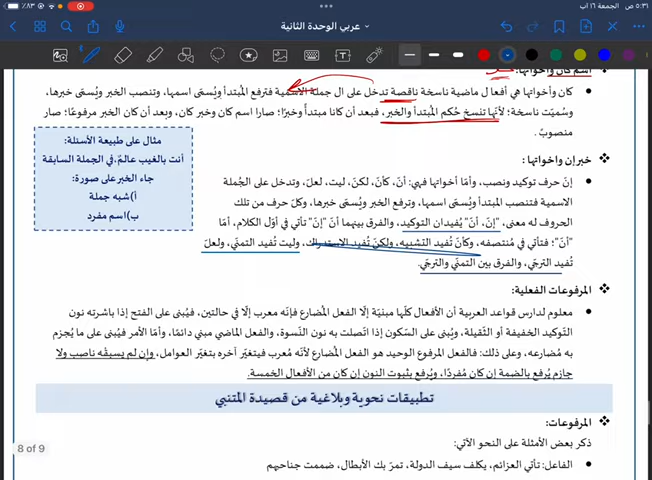 ٥:٣١ ص الجمعة ١٦ آب
٨٣٪
عربي الوحدة الثانية
اسم كان وأخواتها:
كان وأخواتها هي أفعال ماضية ناسخة ناقصة تدخل على ال جملة الاسمية فترفع المبتدأ ويُسمّى اسمها، وتنصب الخبر ويُسمّى خبرها،
وسُميّت ناسخة؛ لأنّها تنسخ حُكم المُبتدأ والخبر، فبعد أن كانا مبتدأ وخبرًا؛ صارا اسم كان وخبر كان، وبعد أن كان الخبر مرفوعًا؛ صار
منصوبً.
مثال على طبيعة الأسئلة:
أنت بالغيب عالمٌ، في الجملة السابقة
جاء الخبر على صورة:
أ) شبه جملة
ب) اسم مفرد
خبر إن وأخواتها:
إنّ حرف توكيد ونصب، وأمّا أخواتها فهي: أنّ، كأنّ، لكنّ، ليت، لعلّ، وتدخل على الجُملة
الاسمية فتنصب المبتدأ ويُسمّى اسمها، وترفع الخبر ويُسمّى خبرها، وكلّ حرف من تلك
الحروف له معنى، "إنّ، أنّ" يُفيدان التوكيد، والفرق بينهما أنّ "إنّ" تأتي في أوّل الكلام، أمّا
"أنّ": فتأتي في مُنتصفه، وكأنّ تُفيد التشبيه، ولكنّ تُفيد الاستدراك، وليت تُفيد التمنّي، ولعلّ
تُفيد الترجّي، والفرق بين التمنّي والترجّي.
المرفوعات الفعلية:
معلوم لدارس قواعد العربية أن الأفعال كلّها مبنيّة إلّا الفعل المُضارع فإنّه معرب إلّا في حالتين، فيُبنى على الفتح إذا باشرته نون
التوكيد الخفيفة أو الثّقيلة، ويُبنى على السّكون إذا اتّصلت به نون النّسوة، والفعل الماضي مبني دائمًا، وأمّا الأمر فيُبنى على ما يُجزم
به مُضارعه، وعلى ذلك: فالفعل المرفوع الوحيد هو الفعل المُضارع لأنّه مُعرب فيتغيّر آخره بتغيّر العوامل، وإن لم يسبقه ناصب ولا
جازم يُرفع بالضمة إن كان مُفردًا، ويُرفع بثبوت النون إن كان من الأفعال الخمسة.
تطبيقات نحوية وبلاغية من قصيدة المتنبي
المرفوعات:
ذكر بعض الأمثلة على النحو الآتي:
الفاعل: تأتي العزائم، يكلف سيف الدولة، تمرّ بك الأبطال، ضممت جناحيهم
8 of 9